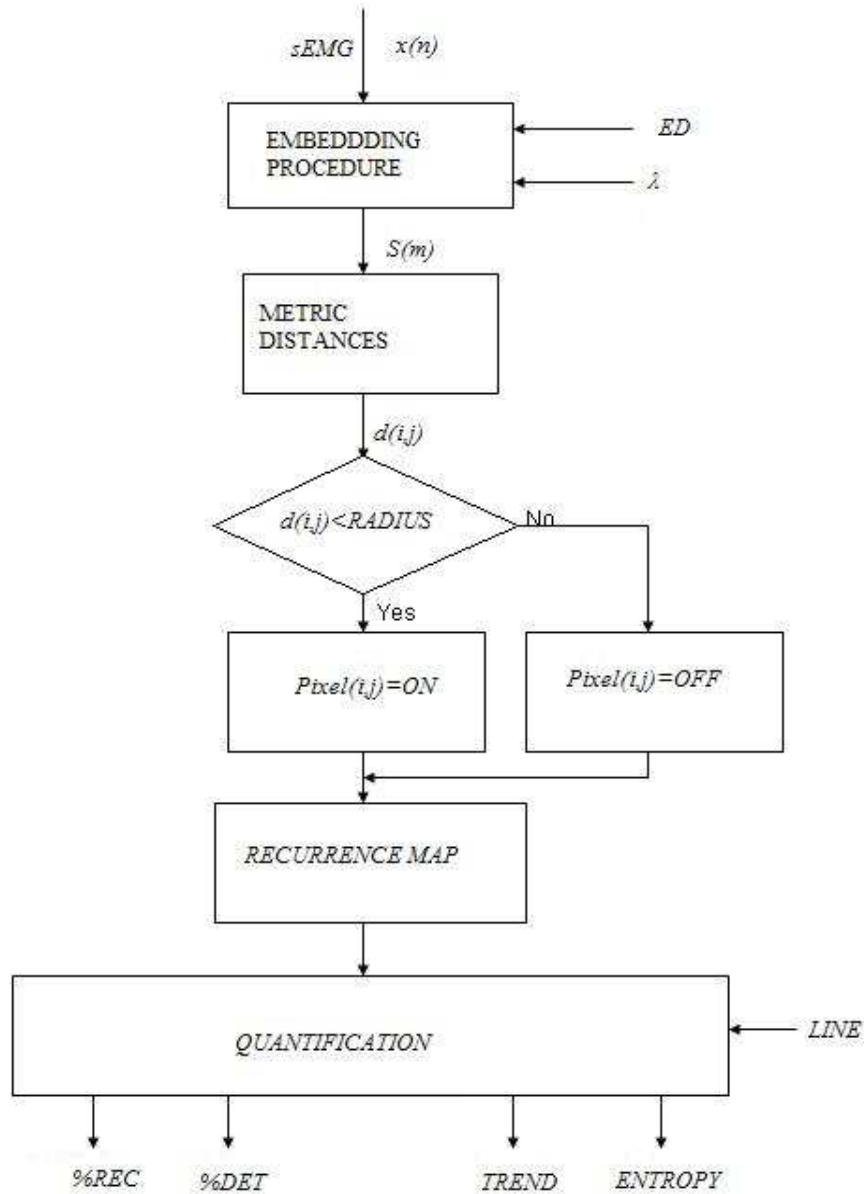 sEMG x(n)
EMBEDDDING
PROCEDURE
ED
λ
S(m)
METRIC
DISTANCES
d(i,j)
d(i,j)<RADIUS
No
Yes
Pixel(i,j)=ON
Pixel(i,j)=OFF
RECURRENCE MAP
QUANTIFICATION
LINE
%REC %DET TREND ENTROPY